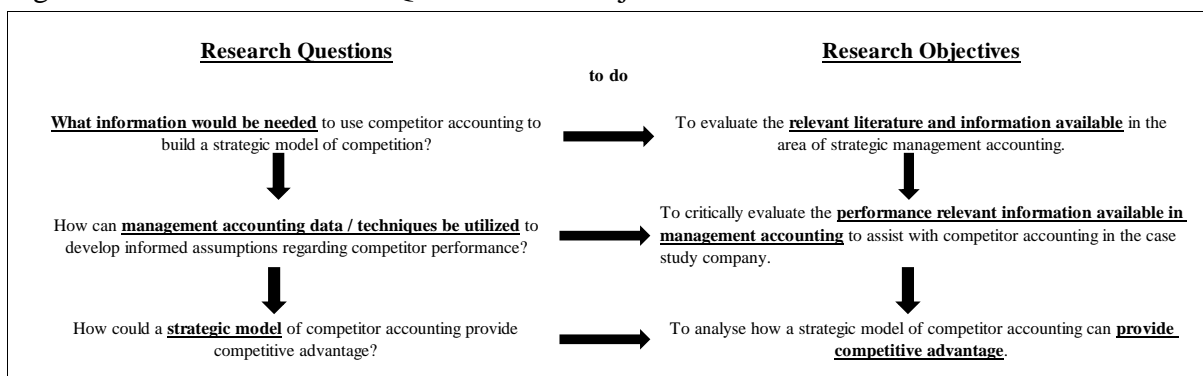 Research Questions
Research Objectives
to do
What information would be needed to use competitor accounting to
build a strategic model of competition?
To evaluate the relevant literature and information available in the
area of strategic management accounting.
How can management accounting data / techniques be utilized to
develop informed assumptions regarding competitor performance?
To critically evaluate the performance relevant information available in
management accounting to assist with competitor accounting in the case
study company.
How could a strategic model of competitor accounting provide
competitive advantage?
To analyse how a strategic model of competitor accounting can provide
competitive advantage.